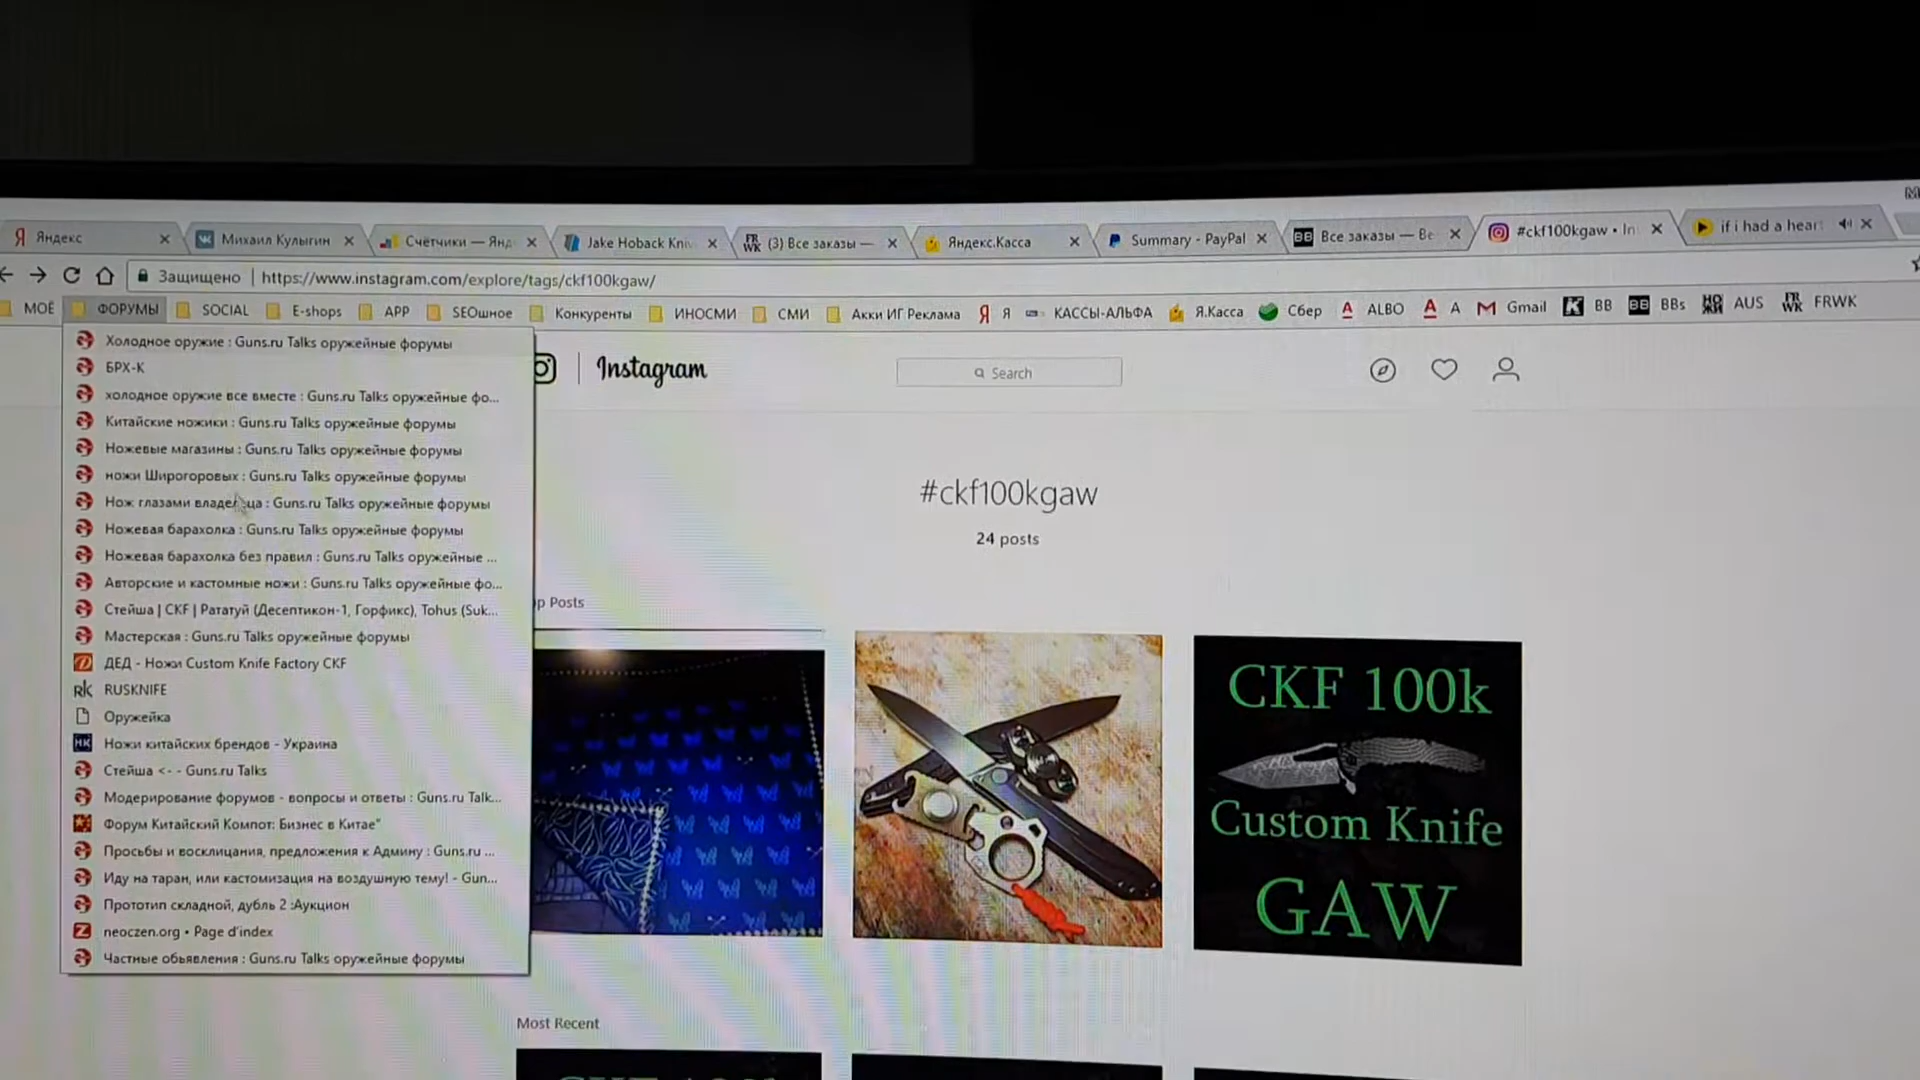 Яндекс
Михаил Кулыгин
Счётчики — Янд
Jake Hoback Kniv
(3) Все заказы —
Яндекс.Касса
Summary - PayPal
BB Все заказы — Ве
#ckf100kgaw • In
if i had a hear
Защищено | https://www.instagram.com/explore/tags/ckf100kgaw/
МОЁ
ФОРУМЫ
SOCIAL
E-shops
APP
SEOшное
Конкуренты
ИНОСМИ
СМИ
Акки ИГ Реклама
Я
КАССЫ-АЛЬФА
Я.Касса
Сбер
ALBO
A
Gmail
BB
BBs
AUS
FRWK
Холодное оружие : Guns.ru Talks оружейные форумы
БРХ-К
холодное оружие все вместе : Guns.ru Talks оружейные фо...
Китайские ножики : Guns.ru Talks оружейные форумы
Ножевые магазины : Guns.ru Talks оружейные форумы
ножи Широгоровых : Guns.ru Talks оружейные форумы
Нож глазами владельца : Guns.ru Talks оружейные форумы
Ножевая барахолка : Guns.ru Talks оружейные форумы
Ножевая барахолка без правил : Guns.ru Talks оружейные ...
Авторские и кастомные ножи : Guns.ru Talks оружейные фо...
Стейша | CKF | Рататуй (Десептикон-1, Горфикс), Tohus (Suk...
Мастерская : Guns.ru Talks оружейные форумы
ДЕД - Ножи Custom Knife Factory CKF
RUSKNIFE
Оружейка
Ножи китайских брендов - Украина
Стейша <- - Guns.ru Talks
Модерирование форумов - вопросы и ответы : Guns.ru Talk...
Форум Китайский Компот: Бизнес в Китае"
Просьбы и восклицания, предложения к Админу : Guns.ru ...
Иду на таран, или кастомизация на воздушную тему! - Gun...
Прототип складной, дубль 2 :Аукцион
neoczen.org • Page d'index
Частные обьявления : Guns.ru Talks оружейные форумы
Instagram
Search
#ckf100kgaw
24 posts
p Posts
CKF 100k
Custom Knife
GAW
Most Recent